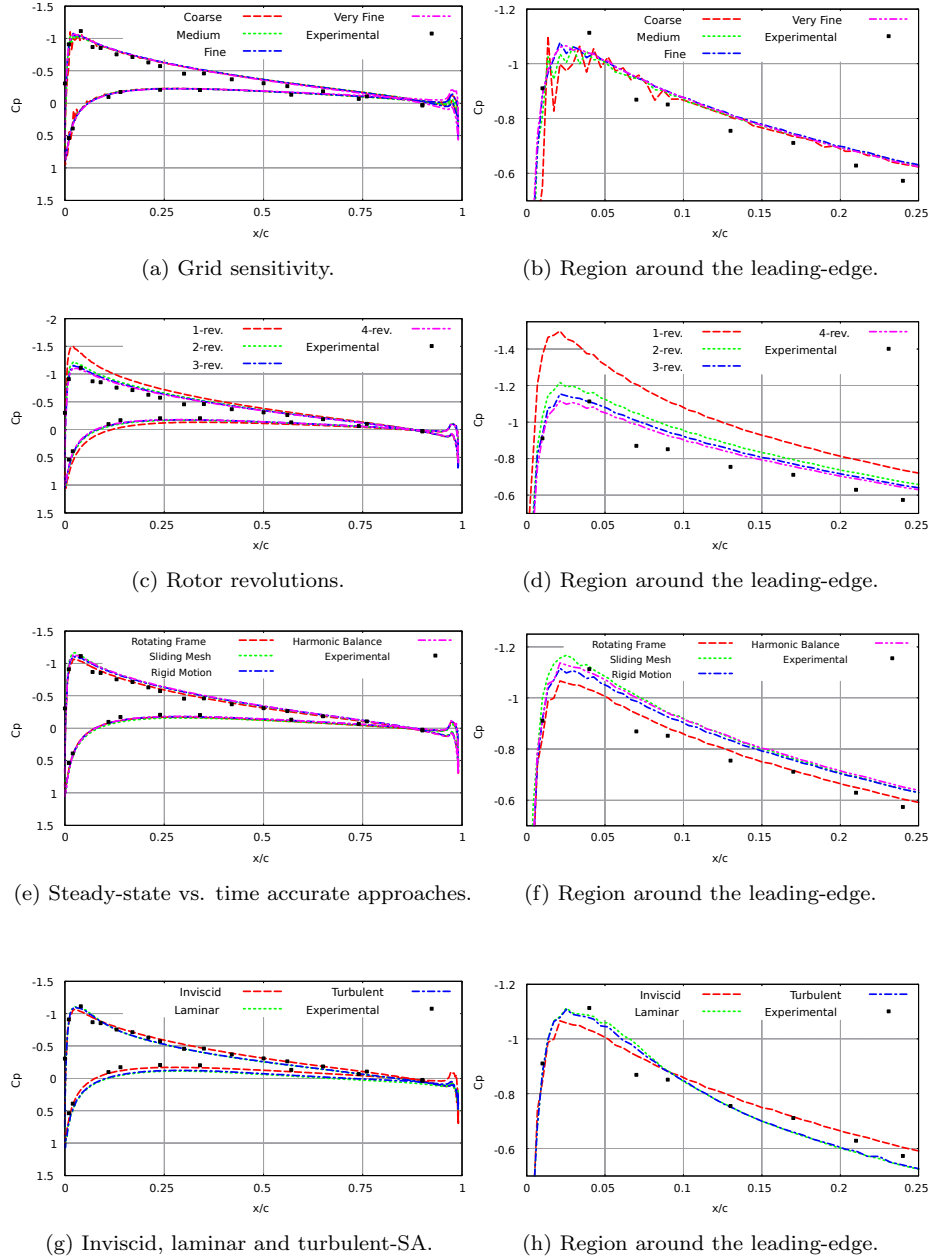 -1.5
-1
-0.5
0
0.5
1
1.5
Cp
Coarse
Medium
Fine
Very Fine
Experimental
0
0.25
0.5
0.75
1
x/c
(a) Grid sensitivity.
-1.2
-1
-0.8
-0.6
Cp
Coarse
Medium
Fine
Very Fine
Experimental
0
0.05
0.1
0.15
0.2
0.25
x/c
(b) Region around the leading-edge.
-2
-1.5
-1
-0.5
0
0.5
1
1.5
Cp
1-rev.
2-rev.
3-rev.
4-rev.
Experimental
0
0.25
0.5
0.75
1
x/c
(c) Rotor revolutions.
-1.4
-1.2
-1
-0.8
-0.6
Cp
1-rev.
2-rev.
3-rev.
4-rev.
Experimental
0
0.05
0.1
0.15
0.2
0.25
x/c
(d) Region around the leading-edge.
-1.5
-1
-0.5
0
0.5
1
1.5
Cp
Rotating Frame
Sliding Mesh
Rigid Motion
Harmonic Balance
Experimental
0
0.25
0.5
0.75
1
x/c
(e) Steady-state vs. time accurate approaches.
-1.2
-1
-0.8
-0.6
Cp
Rotating Frame
Sliding Mesh
Rigid Motion
Harmonic Balance
Experimental
0
0.05
0.1
0.15
0.2
0.25
x/c
(f) Region around the leading-edge.
-1.5
-1
-0.5
0
0.5
1
1.5
Cp
Inviscid
Laminar
Turbulent
Experimental
0
0.25
0.5
0.75
1
x/c
(g) Inviscid, laminar and turbulent-SA.
-1.2
-1
-0.8
-0.6
Cp
Inviscid
Laminar
Turbulent
Experimental
0
0.05
0.1
0.15
0.2
0.25
x/c
(h) Region around the leading-edge.